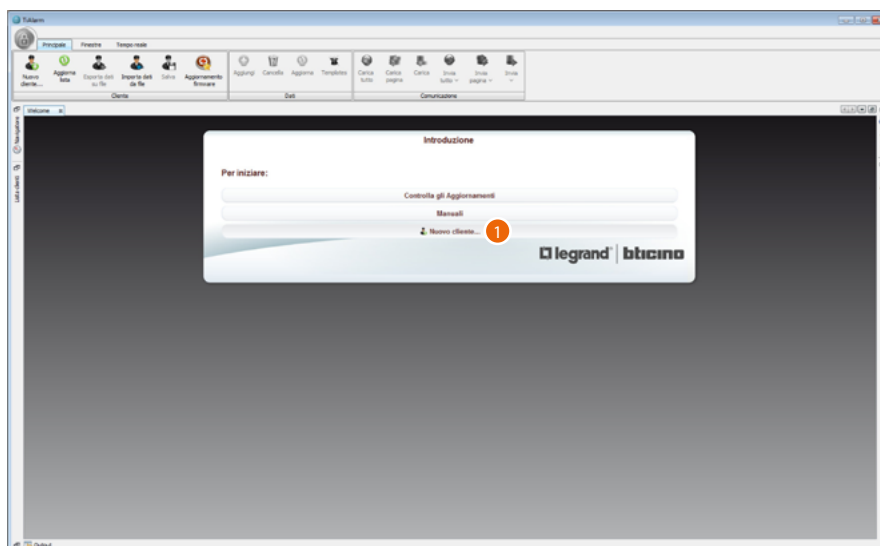 TiAlarm
Principale Finestre Tempo reale
Nuovo cliente...
Aggiorna lista
Esporta dati su file
Importa dati da file
Salva
Aggiornamento firmware
Aggiungi
Cancella
Aggiorna
Templates
Carica tutto
Carica pagina
Carica
Invia tutto
Invia pagina
Invia
Cliente Dati Comunicazione
Welcome
Navigatore
Lista clienti
Introduzione
Per iniziare:
Controlla gli Aggiornamenti
Manuali
Nuovo cliente... 1
legrand® bticino
Output